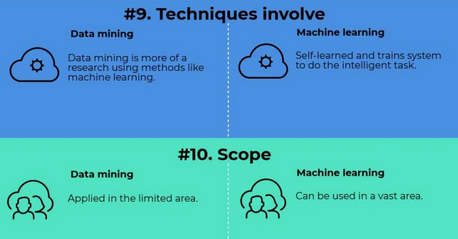 #9. Techniques involve
Data mining
Data mining is more of a
research using methods like
machine learning.
Machine learning
Self-learned and trains system
to do the intelligent task.
#10. Scope
Data mining
Applied in the limited area.
Machine learning
Can be used in a vast area.